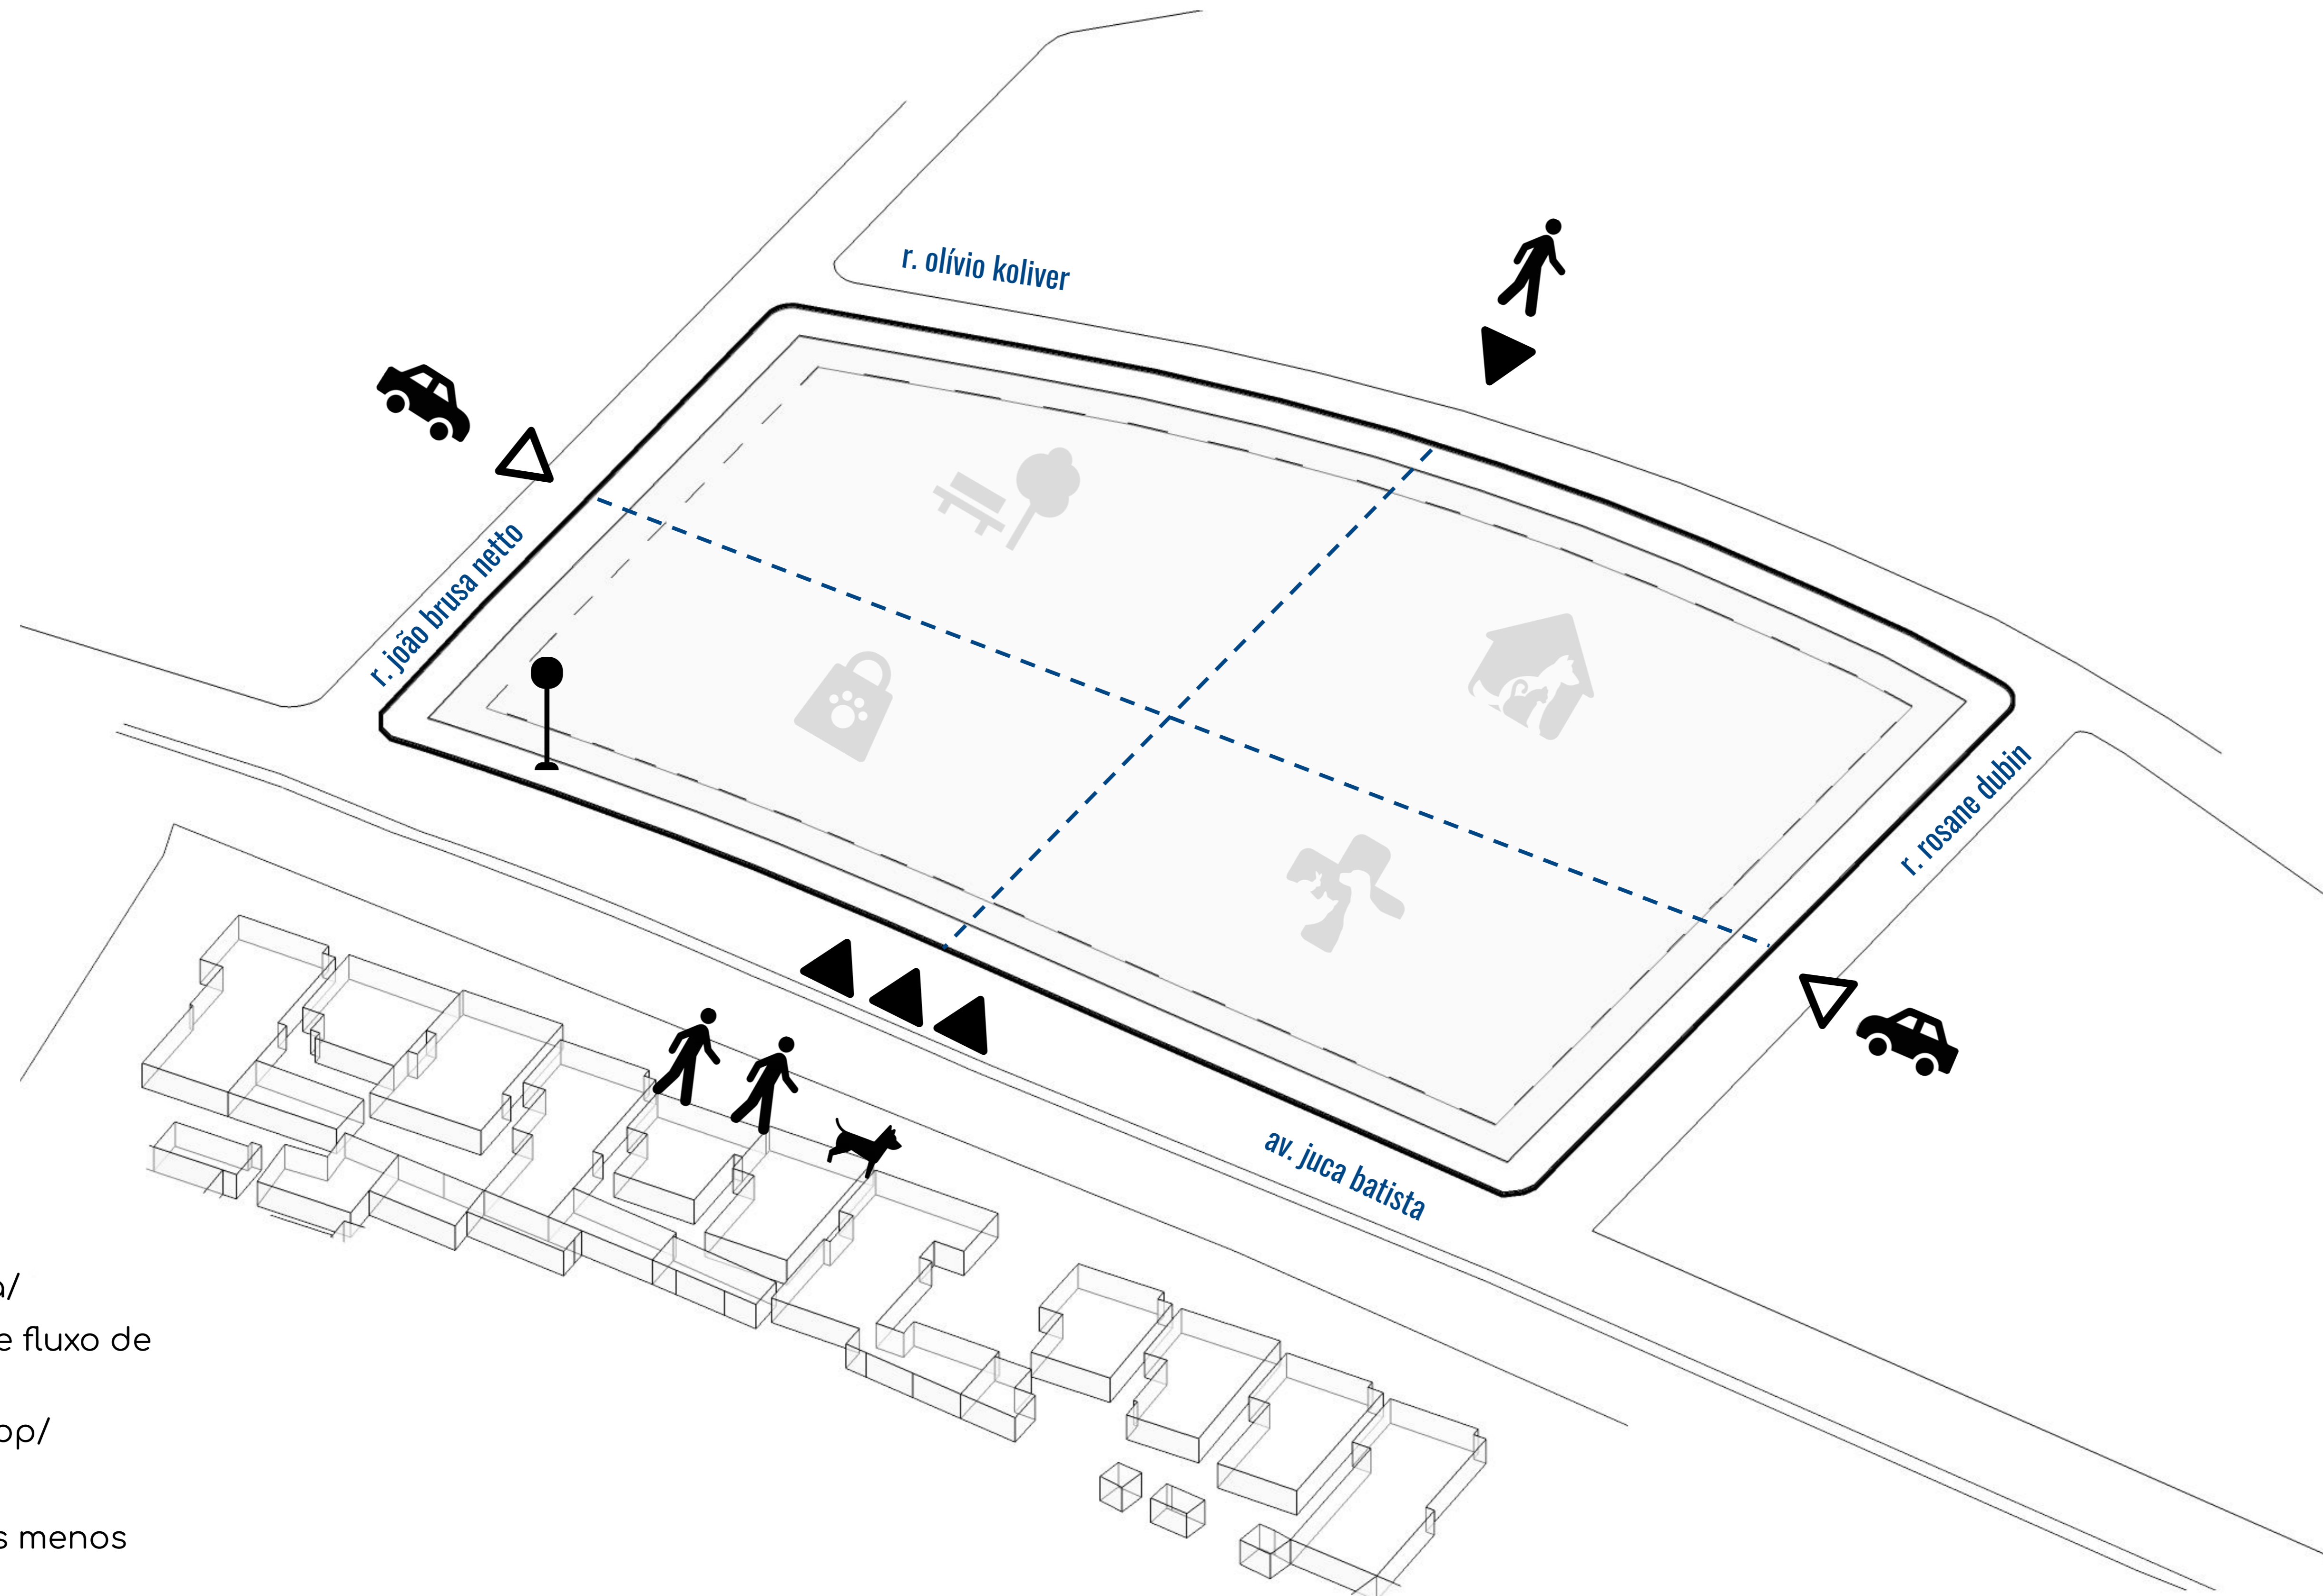 r. olívio koliver
r. joão brusa netto
r. rosane dubin
av. juca batista
fluxo de
menos